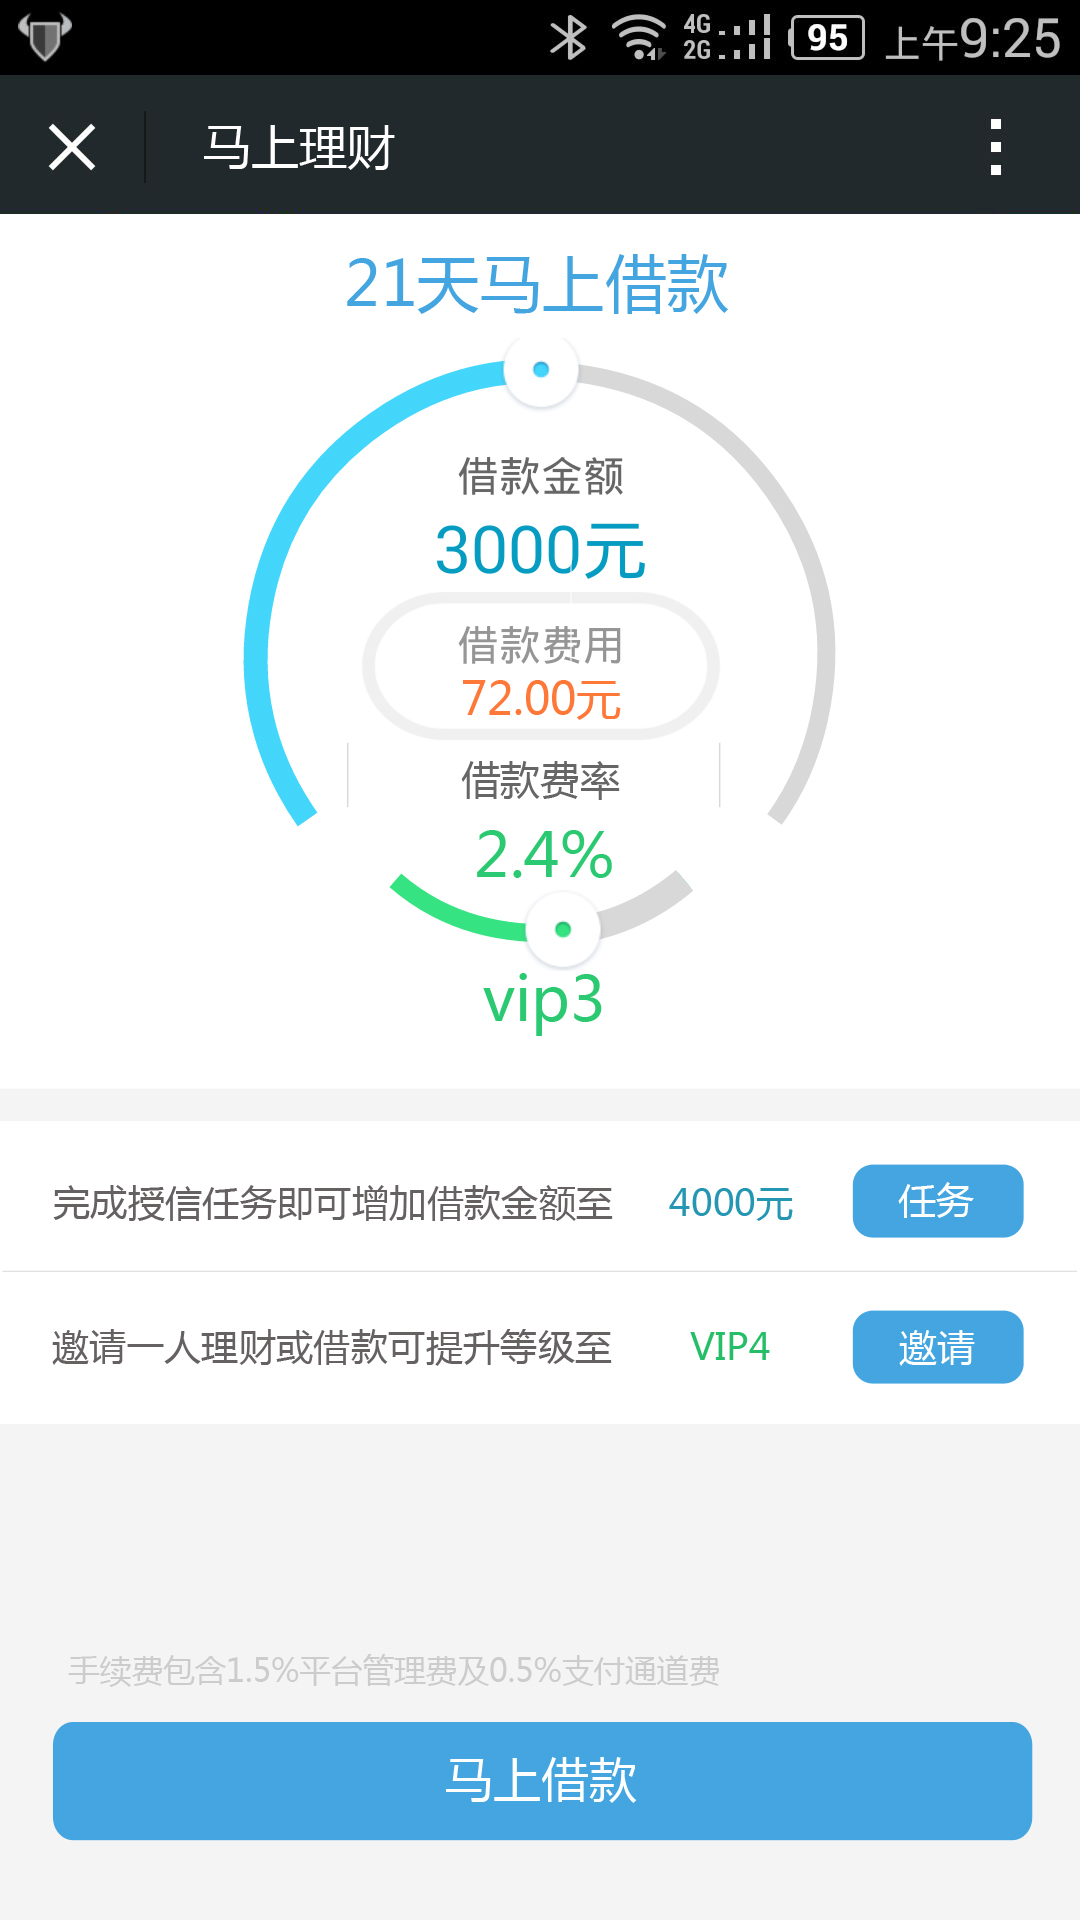 4G
2G
95
上午9:25
马上理财
21天马上借款
借款金额
3000元
借款费用
72.00元
借款费率
2.4%
vip3
完成授信任务即可增加借款金额至 4000元 任务
邀请一人理财或借款可提升等级至 VIP4 邀请
手续费包含1.5%平台管理费及0.5%支付通道费
马上借款